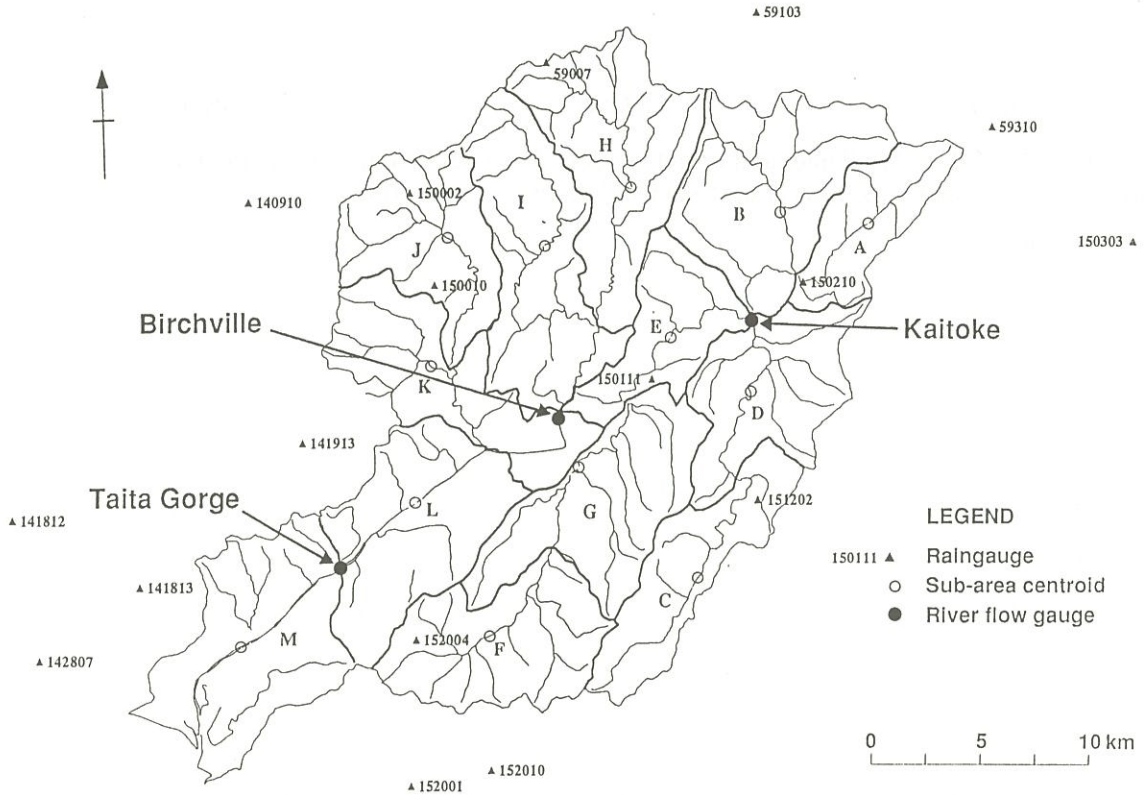 59103
59007
59310
H
150002
I
B
140910
A
150303
J
150010
150210
Birchville
E
Kaitoke
150111
K
D
141913
Taita Gorge
L
G
151202
141812
LEGEND
150111 ▲ Raingauge
○ Sub-area centroid
● River flow gauge
141813
C
M
152004
F
142807
0 5 10 km
152010
152001